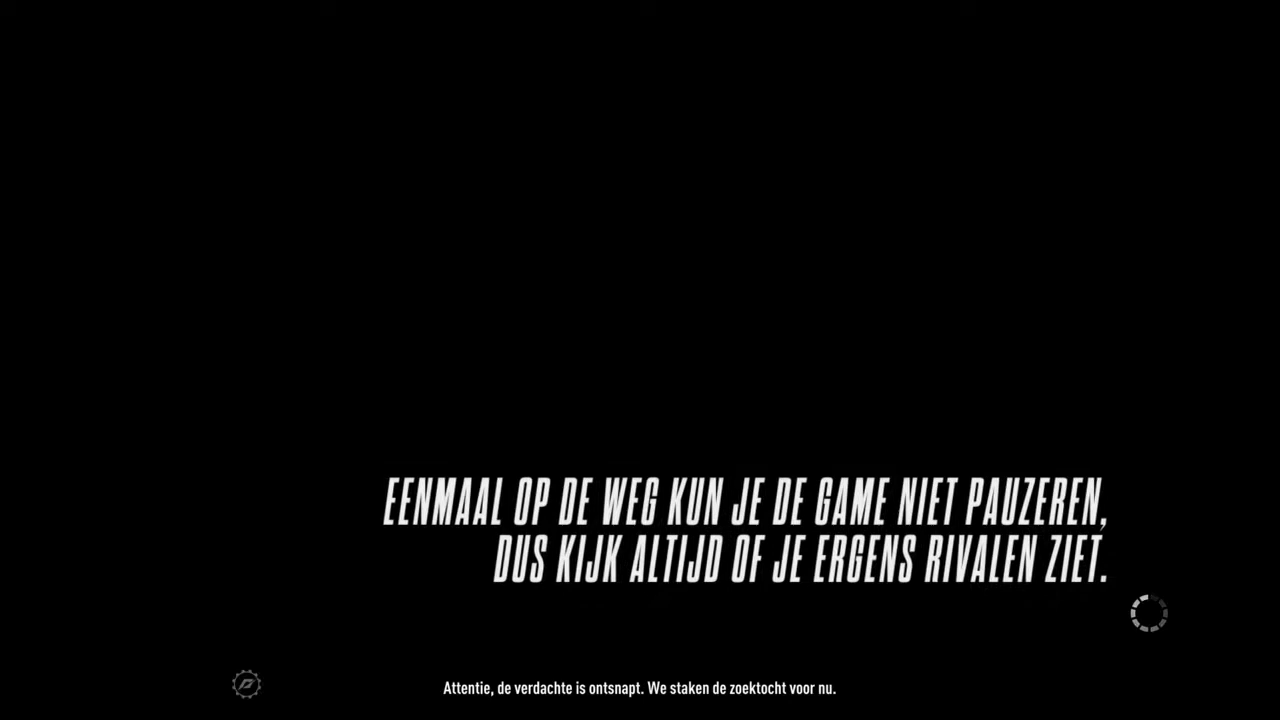 EENMAAL OP DE WEG KUN JE DE GAME NIET PAUZEREN,
DUS KIJK ALTIJD OF JE ERGENS RIVALEN ZIET.
Attentie, de verdachte is ontsnapt. We staken de zoektocht voor nu.